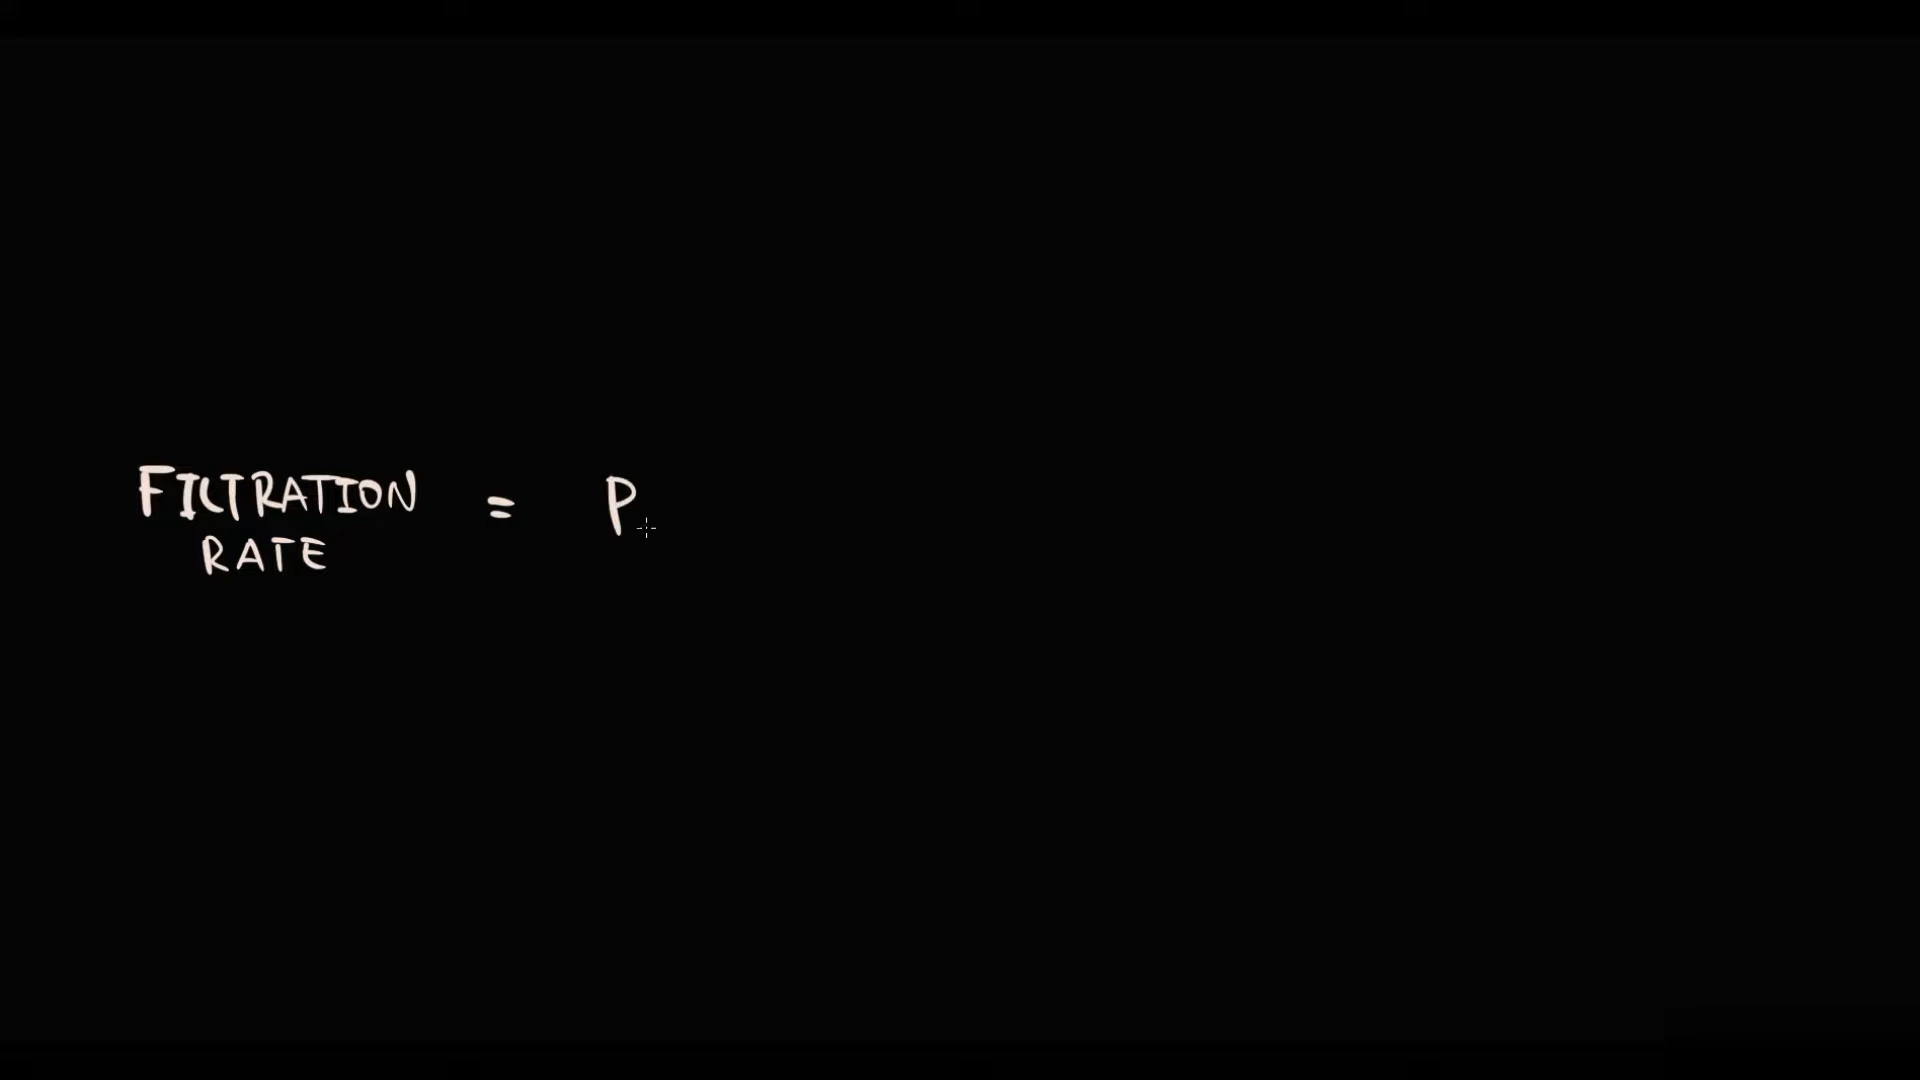 FILTRATION = P
RATE